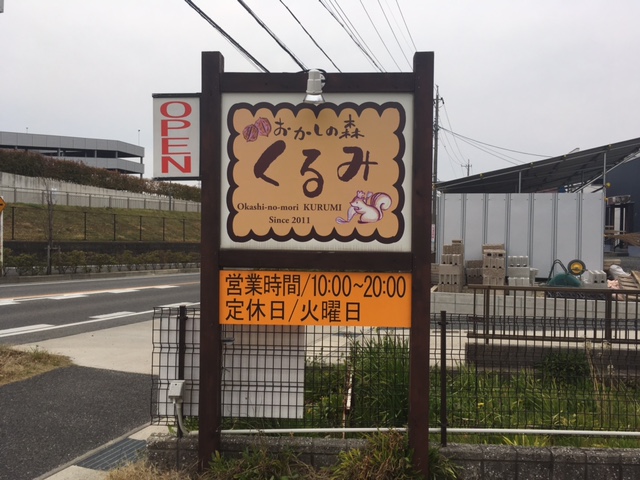 OPEN
おかしの森
くるみ
Okashi-no-mori KURUMI
Since 2011
営業時間/10:00~20:00
定休日/火曜日